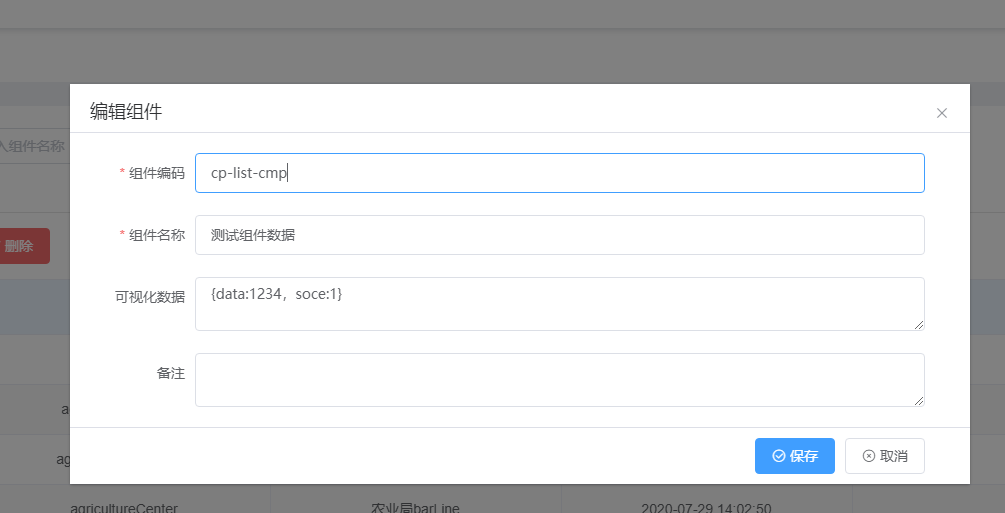 编辑组件
入组件名称
* 组件编码
cp-list-cmp
* 组件名称
测试组件数据
删除
可视化数据
{data:1234，soce:1}
备注
a
ag
保存
取消
agricultureCenter
农业局barLine
2020-07-29 14:02:50